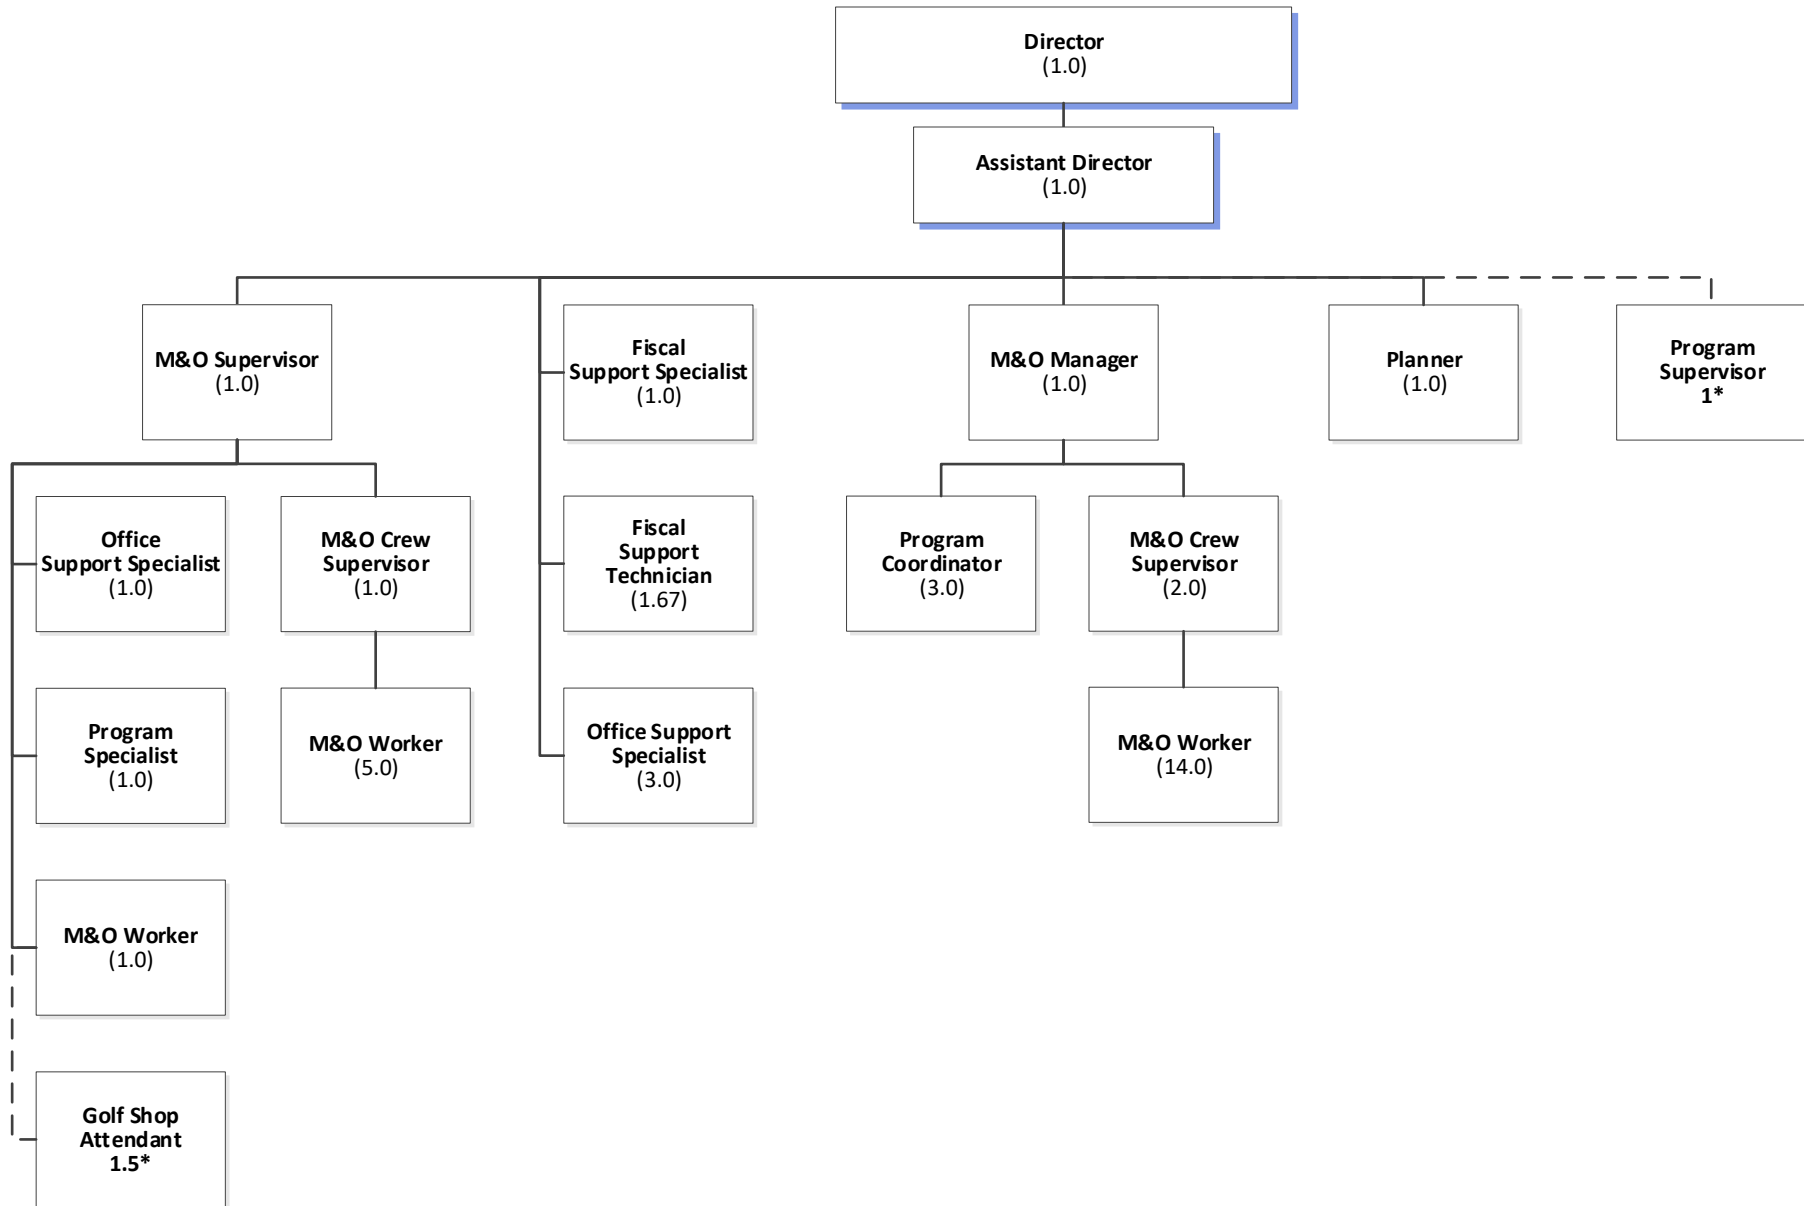 Director
(1.0)
Assistant Director
(1.0)
M&O Supervisor
(1.0)
Fiscal
Support Specialist
(1.0)
M&O Manager
(1.0)
Planner
(1.0)
Program
Supervisor
1*
Office
Support Specialist
(1.0)
M&O Crew
Supervisor
(1.0)
Fiscal
Support
Technician
(1.67)
Program
Coordinator
(3.0)
M&O Crew
Supervisor
(2.0)
Program
Specialist
(1.0)
M&O Worker
(5.0)
Office Support
Specialist
(3.0)
M&O Worker
(14.0)
M&O Worker
(1.0)
Golf Shop
Attendant
1.5*